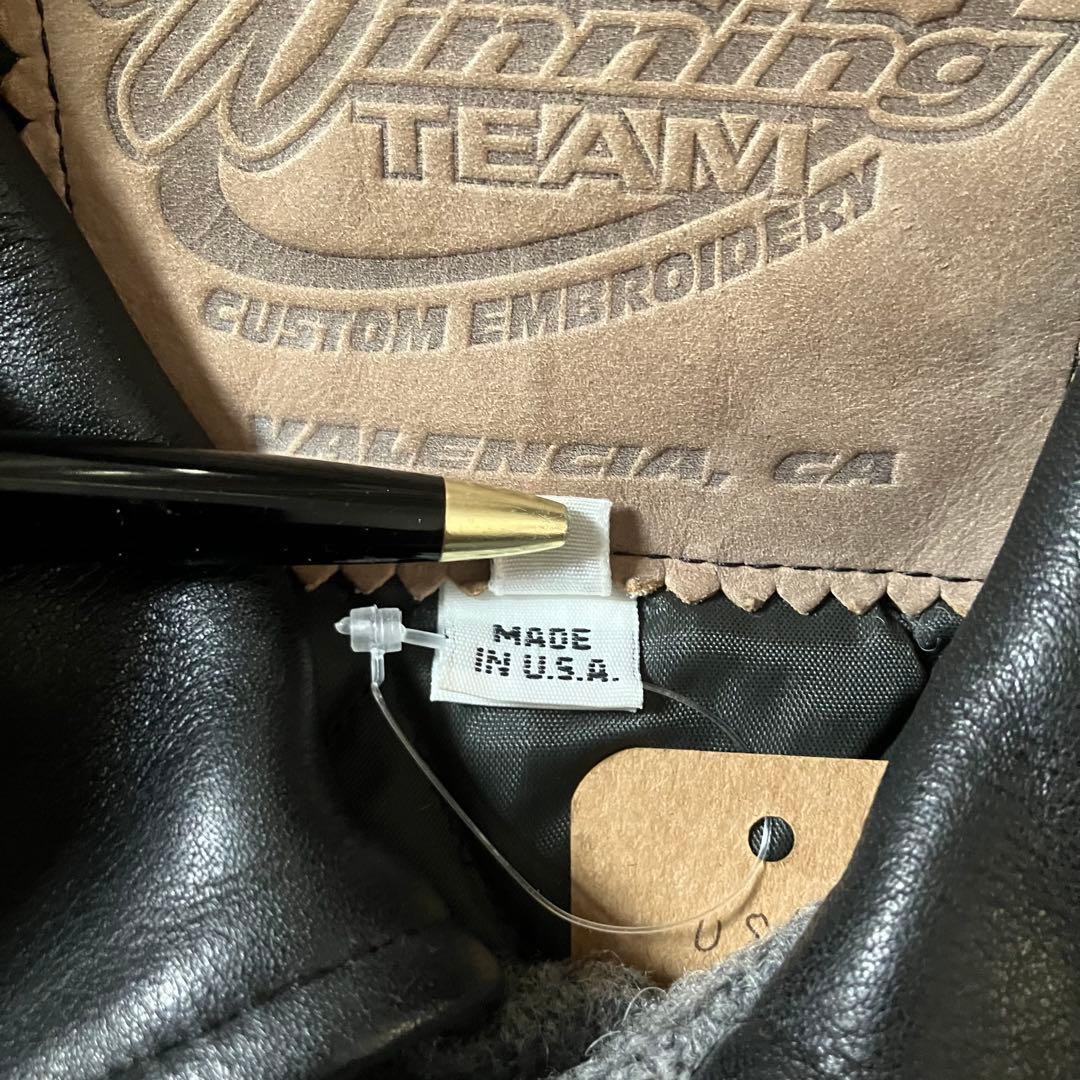 Winning
TEAM
CUSTOM EMBROIDERY
VALENCIA, CA
MADE
IN U.S.A.